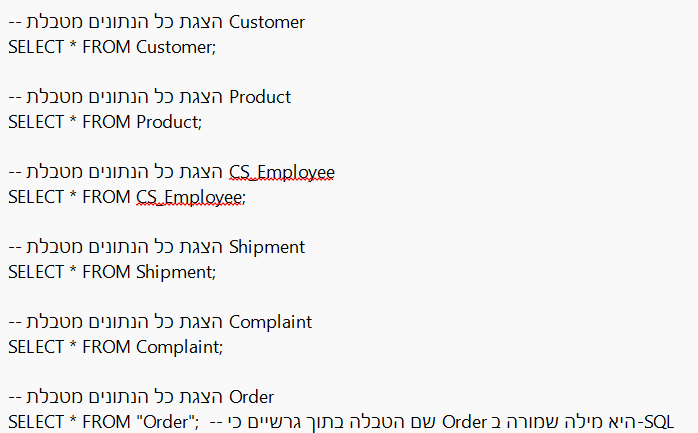 -- הצגת כל הנתונים מטבלת Customer
SELECT * FROM Customer;
-- הצגת כל הנתונים מטבלת Product
SELECT * FROM Product;
-- הצגת כל הנתונים מטבלת CS_Employee
SELECT * FROM CS_Employee;
-- הצגת כל הנתונים מטבלת Shipment
SELECT * FROM Shipment;
-- הצגת כל הנתונים מטבלת Complaint
SELECT * FROM Complaint;
-- הצגת כל הנתונים מטבלת Order
SELECT * FROM "Order";  -- שם הטבלה בתוך גרשיים כי Order היא מילה שמורה ב-SQL